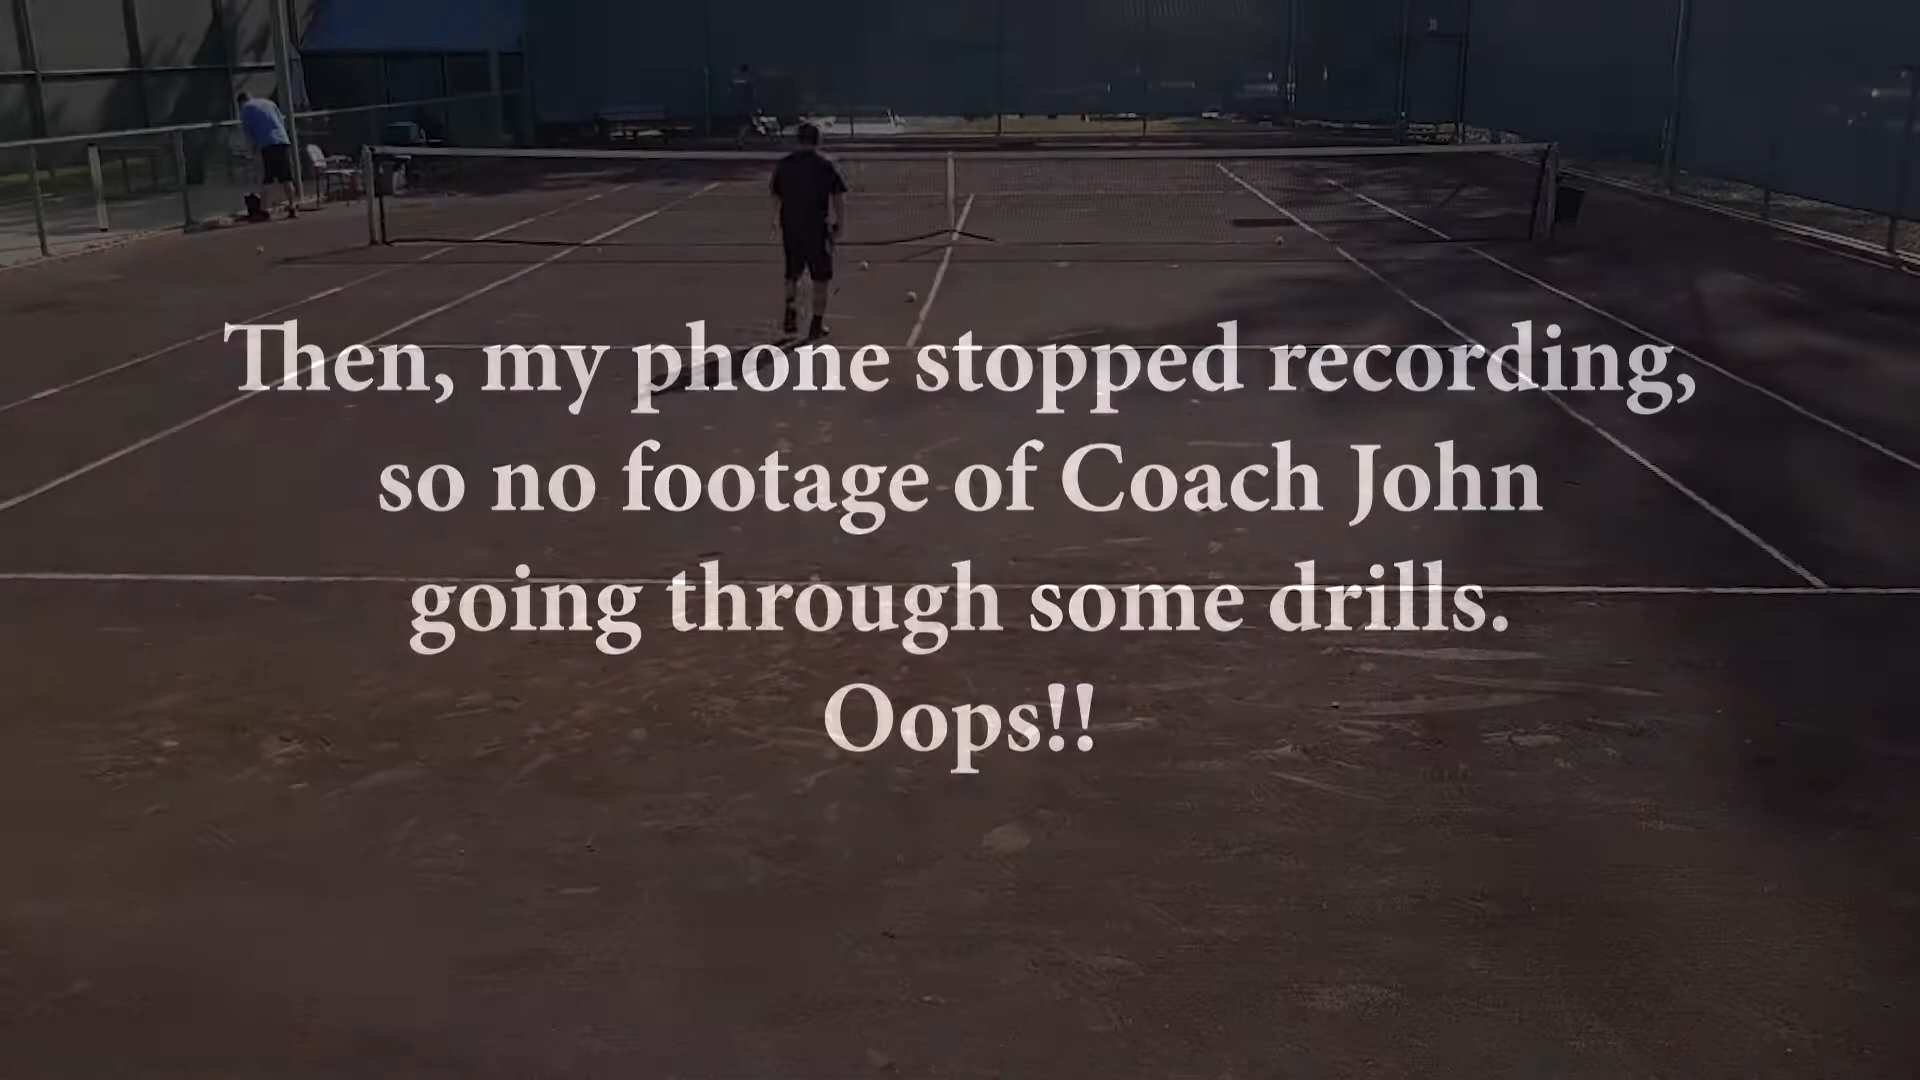 Then, my phone stopped recording,
so no footage of Coach John
going through some drills.
Oops!!